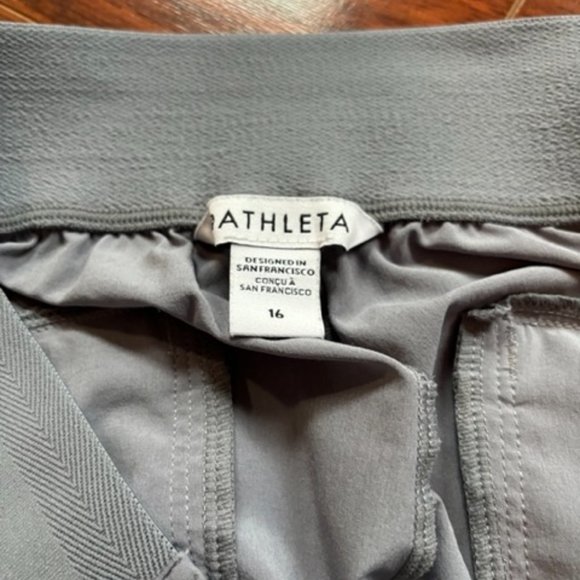 ATHLETA
DESIGNED IN
SAN FRANCISCO
CONÇU À
SAN FRANCISCO
16